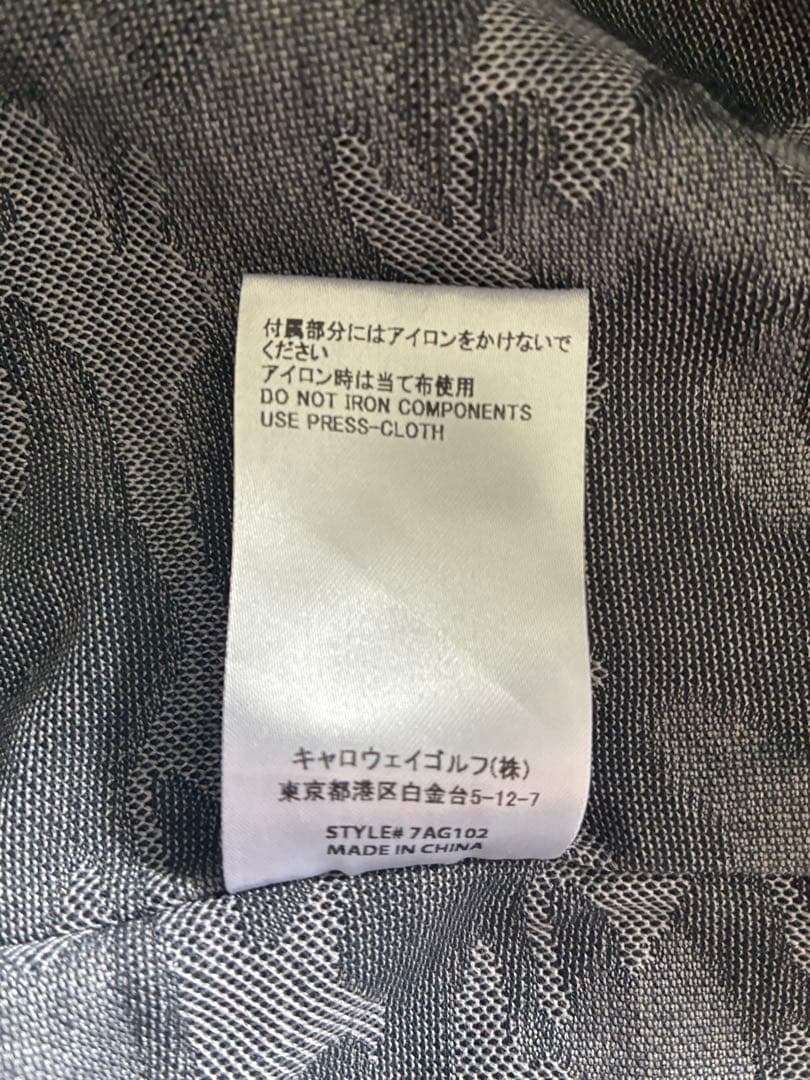 付属部分にはアイロンをかけないで
ください
アイロン時は当て布使用
DO NOT IRON COMPONENTS
USE PRESS-CLOTH
キャロウェイゴルフ(株)
東京都港区白金台5-12-7
STYLE# 7AG102
MADE IN CHINA